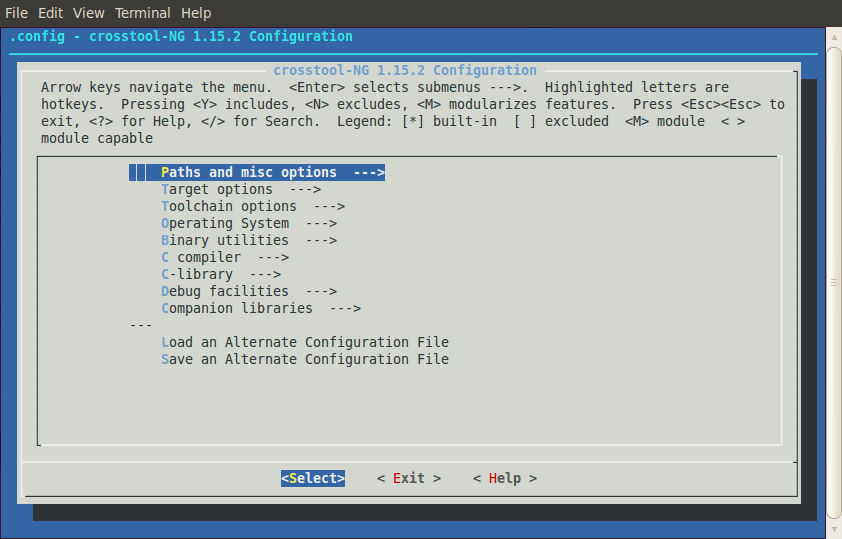 File Edit View Terminal Help
.config - crosstool-NG 1.15.2 Configuration
crosstool-NG 1.15.2 Configuration
Arrow keys navigate the menu.  <Enter> selects submenus --->.  Highlighted letters are
hotkeys.  Pressing <Y> includes, <N> excludes, <M> modularizes features.  Press <Esc><Esc> to
exit, <?> for Help, </> for Search.  Legend: [*] built-in  [ ] excluded  <M> module  < >
module capable
Paths and misc options  --->
Target options  --->
Toolchain options  --->
Operating System  --->
Binary utilities  --->
C compiler  --->
C-library  --->
Debug facilities  --->
Companion libraries  --->
---
Load an Alternate Configuration File
Save an Alternate Configuration File
<Select>    < Exit >    < Help >